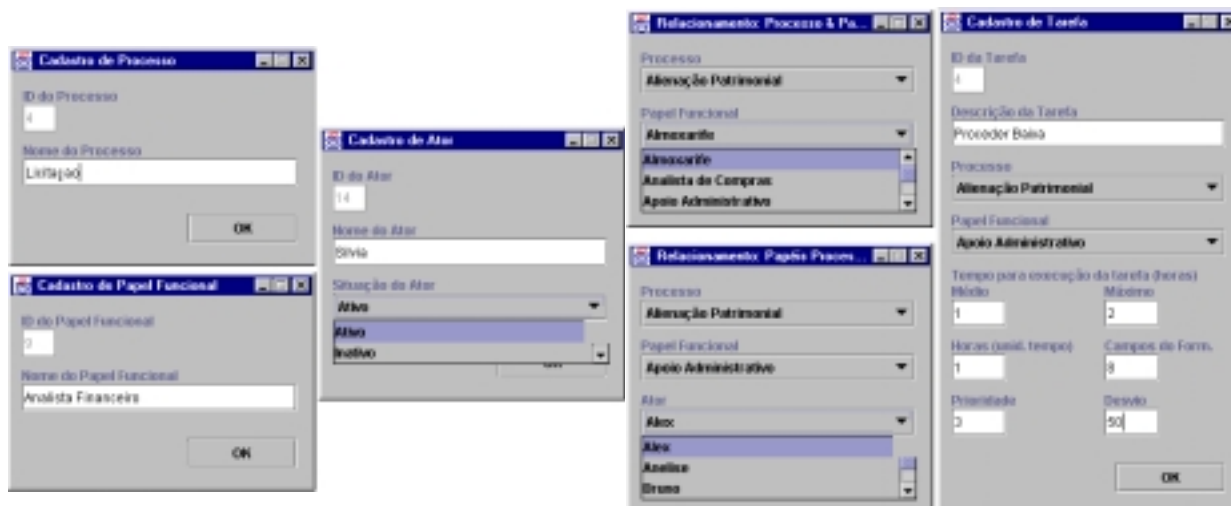 Cadastro de Processo
ID do Processo
4
Nome do Processo
Licitação
OK
Cadastro de Papel Funcional
ID do Papel Funcional
9
Nome do Papel Funcional
Analista Financeiro
OK
Cadastro de Ator
ID do Ator
14
Nome do Ator
Silvia
Situação do Ator
Ativo
Ativo
Inativo
Relacionamento: Processo & Pa...
Processo
Alienação Patrimonial
Papel Funcional
Almoxarife
Almoxarife
Analista de Compras
Apoio Administrativo
Relacionamento: Papéis Proces...
Processo
Alienação Patrimonial
Papel Funcional
Apoio Administrativo
Ator
Alex
Alex
Anelise
Bruno
Cadastro de Tarefa
ID da Tarefa
4
Descrição da Tarefa
Proceder Baixa
Processo
Alienação Patrimonial
Papel Funcional
Apoio Administrativo
Tempo para execução da tarefa (horas)
Médio Máximo
1 2
Horas (unid. tempo) Campos do Form.
1 8
Prioridade Desvio
3 50
OK